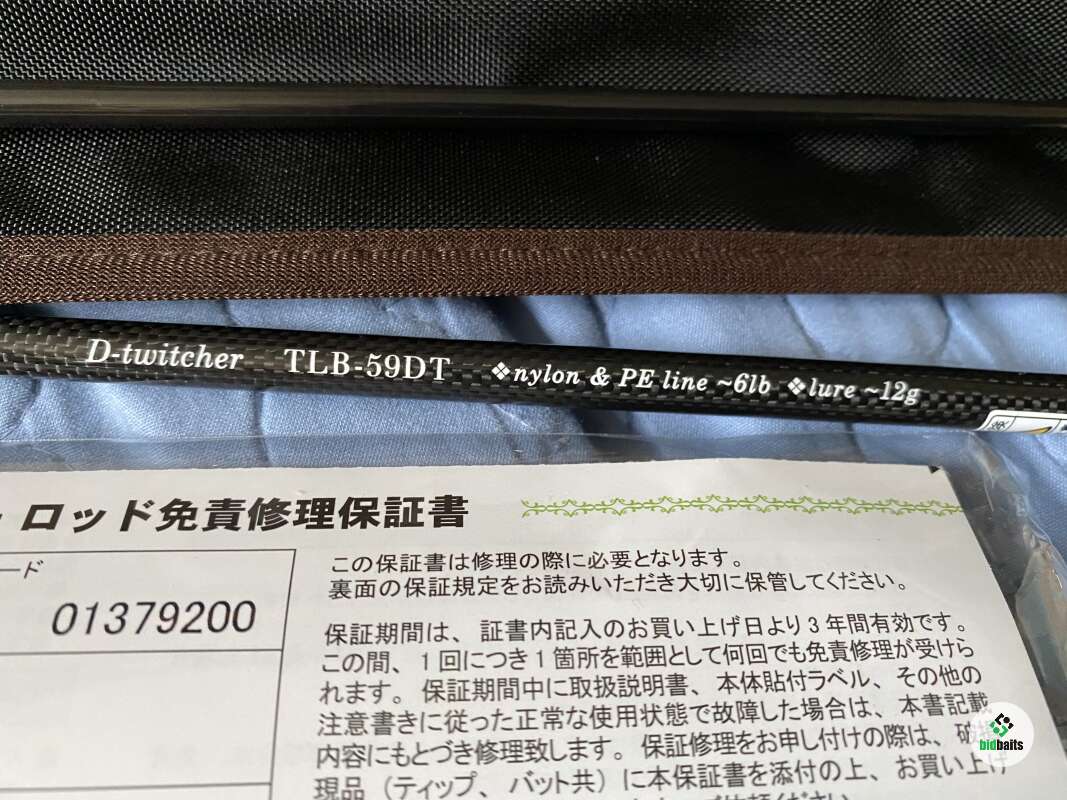 D-twitcher TLB-59DT ❖nylon & PE line ~6lb ❖lure ~12g
ロッド免責修理保証書
ード
01379200
この保証書は修理の際に必要となります。
裏面の保証規定をお読みいただき大切に保管してください。
保証期間は、証書内記入のお買い上げ日より3年間有効です。
この間、1回につき1箇所を範囲として何回でも免責修理が受けら
れます。保証期間中に取扱説明書、本体貼付ラベル、その他の
注意書きに従った正常な使用状態で故障した場合は、本書記載
内容にもとづき修理致します。保証修理をお申し付けの際は、破損
現品（ティップ、バット共）に本保証書を添付の上、お買い上げ
bidbaits